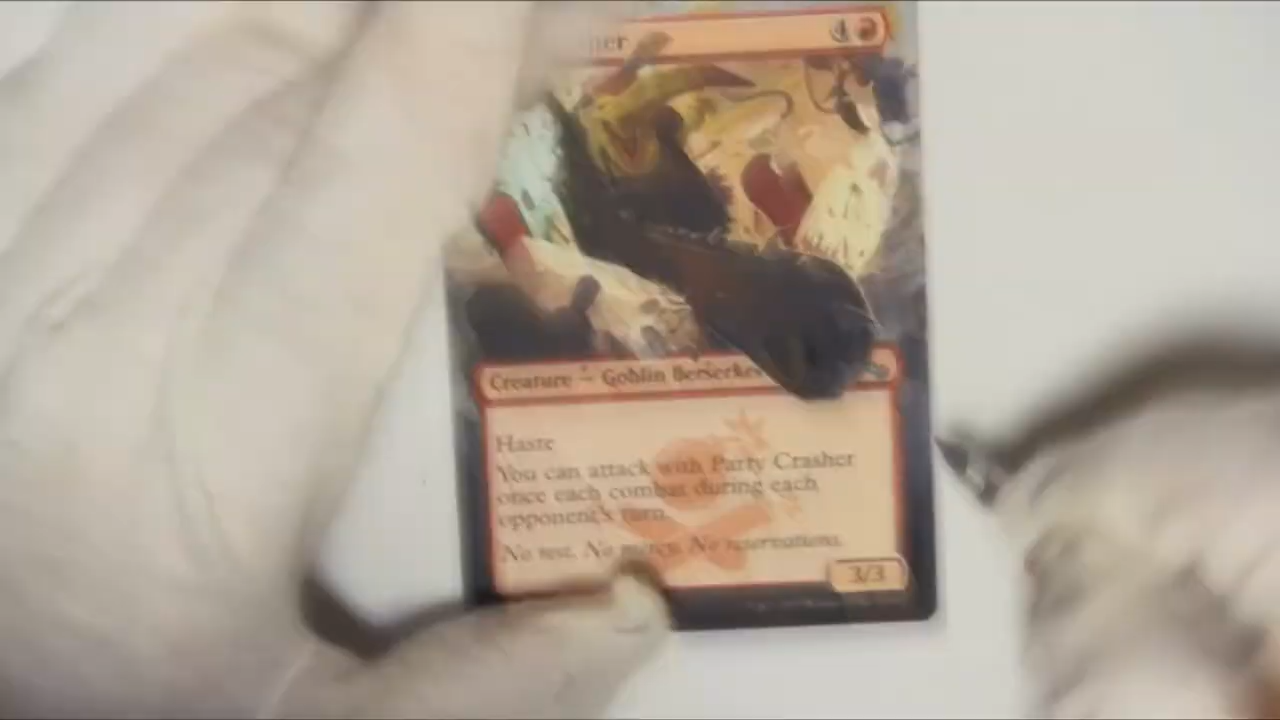 4
Creature — Goblin Berserker
Haste
You can attack with Party Crasher
once each combat during each
opponent's turn.
No rest. No mercy. No reservations.
3/3